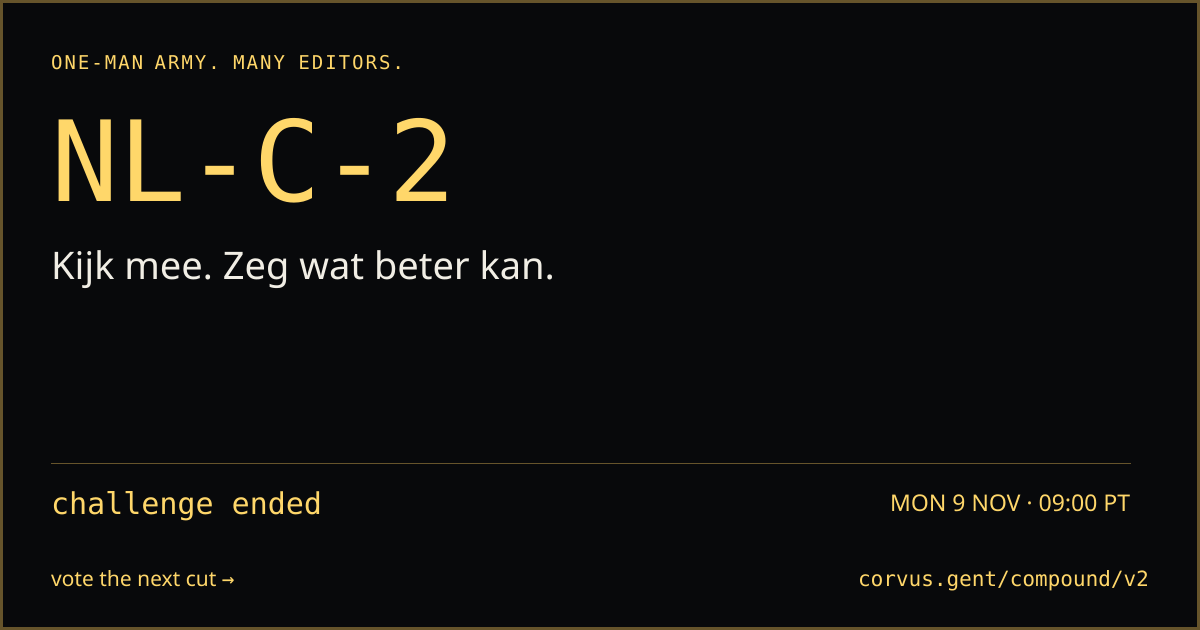 ONE-MAN ARMY. MANY EDITORS.
NL-C-2
Kijk mee. Zeg wat beter kan.
challenge ended
MON 9 NOV · 09:00 PT
vote the next cut →
corvus.gent/compound/v2